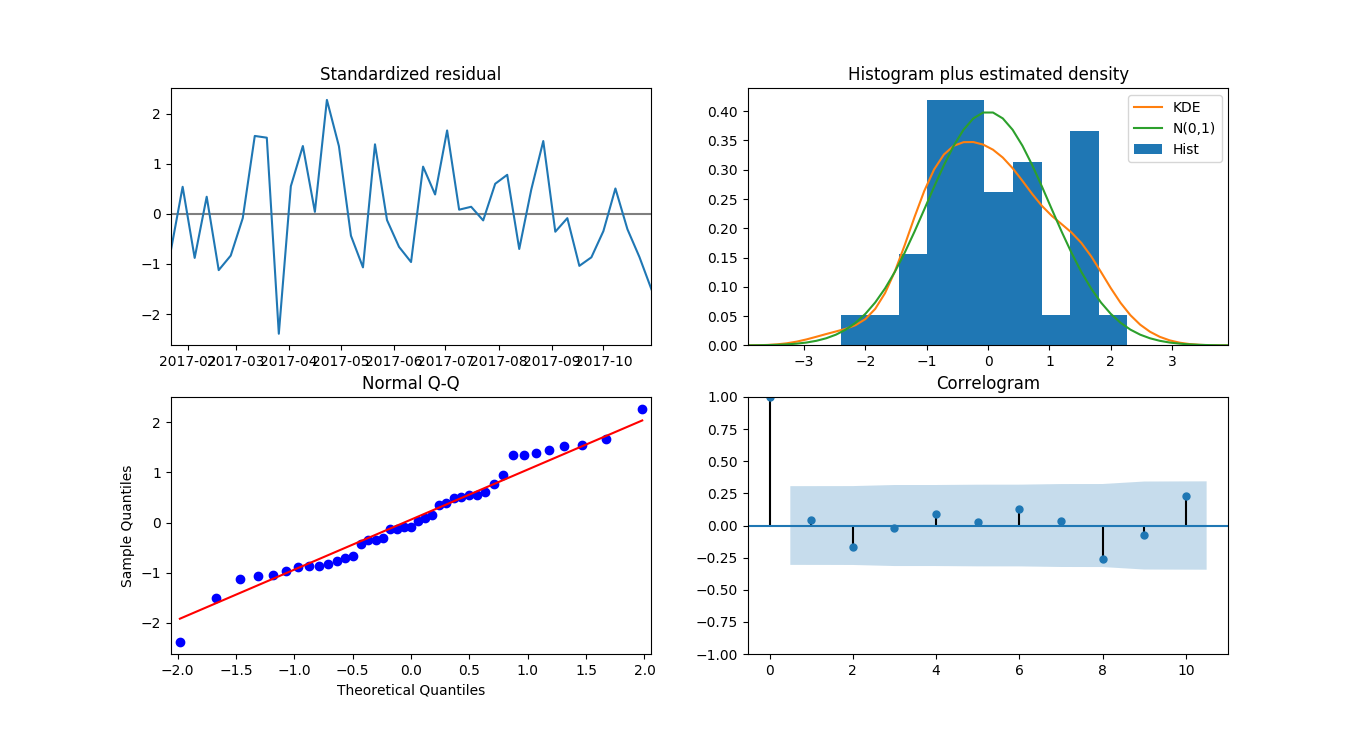 Standardized residual
2
1
0
−1
−2
2017-02 2017-03 2017-04 2017-05 2017-06 2017-07 2017-08 2017-09 2017-10
Histogram plus estimated density
0.40
0.35
0.30
0.25
0.20
0.15
0.10
0.05
0.00
KDE
N(0,1)
Hist
−3 −2 −1 0 1 2 3
Normal Q-Q
Sample Quantiles
2
1
0
−1
−2
−2.0 −1.5 −1.0 −0.5 0.0 0.5 1.0 1.5 2.0
Theoretical Quantiles
Correlogram
1.00
0.75
0.50
0.25
0.00
−0.25
−0.50
−0.75
−1.00
0 2 4 6 8 10